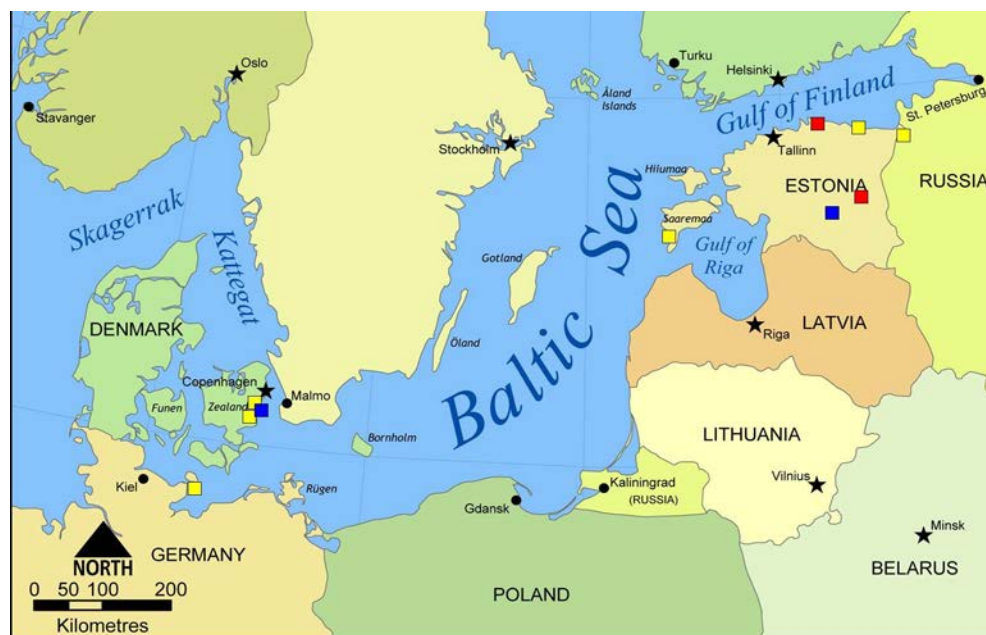 Oslo
Stavanger
Turku
Helsinki
Åland
Islands
Gulf of Finland
St. Petersburg
Stockholm
Tallinn
Hilumaa
ESTONIA
RUSSIA
Skagerrak
Kattegat
Saaremaa
Gulf of
Riga
Gotland
Baltic Sea
DENMARK
Riga
LATVIA
Öland
Copenhagen
Malmo
Funen
Zealand
Bornholm
LITHUANIA
Vilnius
Kiel
Rügen
Gdansk
Kaliningrad
(RUSSIA)
Minsk
GERMANY
BELARUS
POLAND
NORTH
0 50 100 200
Kilometres